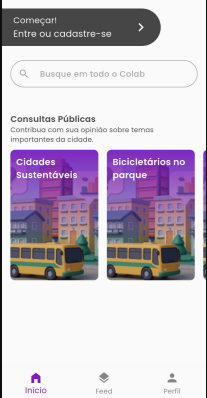 Começar!
Entre ou cadastre-se
Busque em todo o Colab
Consultas Públicas
Contribua com sua opinião sobre temas
importantes da cidade.
Cidades
Sustentáveis
Bicicletários no
parque
Início
Feed
Perfil